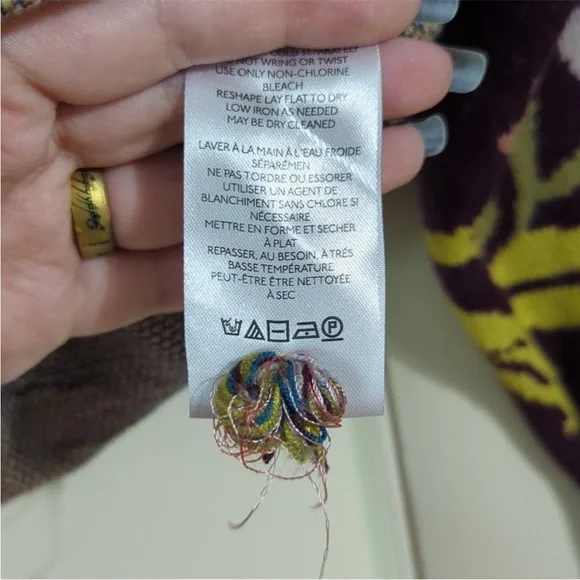 SEPARATED
DO NOT WRING OR TWIST
USE ONLY NON-CHLORINE
BLEACH
RESHAPE LAY FLAT TO DRY
LOW IRON AS NEEDED
MAY BE DRY CLEANED
LAVER À LA MAIN À L'EAU FROIDE
SÉPARÉMEN
NE PAS TORDRE OU ESSORER
UTILISER UN AGENT DE
BLANCHIMENT SANS CHLORE SI
NÉCESSAIRE
METTRE EN FORME ET SECHER
À PLAT
REPASSER, AU BESOIN, À TRÉS
BASSE TEMPÉRATURE
PEUT-ÊTRE ÊTRE NETTOYÉE
À SEC
P